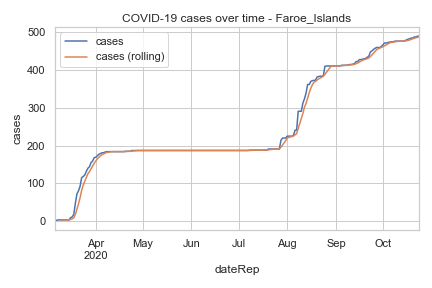 COVID-19 cases over time - Faroe_Islands
cases
cases (rolling)
500
400
300
200
100
0
cases
Apr May Jun Jul Aug Sep Oct
2020
dateRep